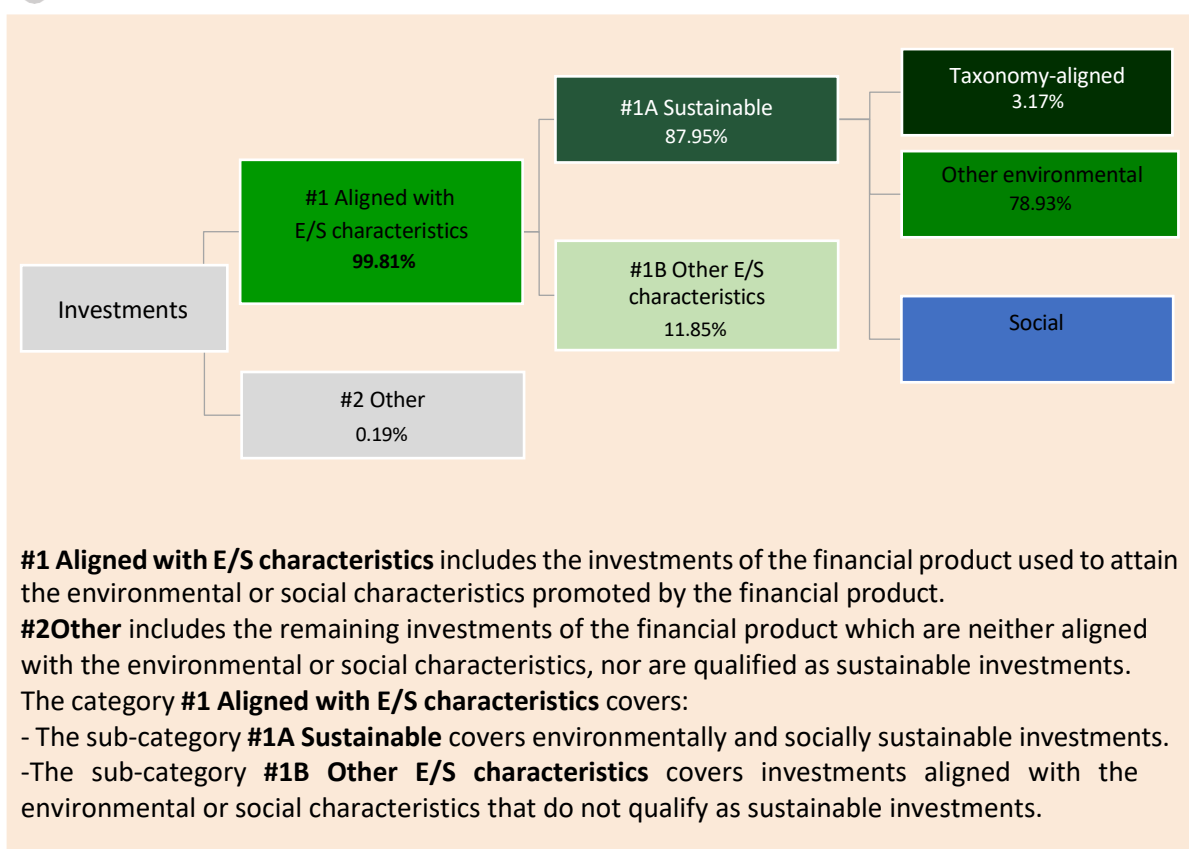 Investments
#1 Aligned with
E/S characteristics
99.81%
#2 Other
0.19%
#1A Sustainable
87.95%
#1B Other E/S
characteristics
11.85%
Taxonomy-aligned
3.17%
Other environmental
78.93%
Social
#1 Aligned with E/S characteristics includes the investments of the financial product used to attain
the environmental or social characteristics promoted by the financial product.
#2Other includes the remaining investments of the financial product which are neither aligned
with the environmental or social characteristics, nor are qualified as sustainable investments.
The category #1 Aligned with E/S characteristics covers:
- The sub-category #1A Sustainable covers environmentally and socially sustainable investments.
-The sub-category #1B Other E/S characteristics covers investments aligned with the
environmental or social characteristics that do not qualify as sustainable investments.